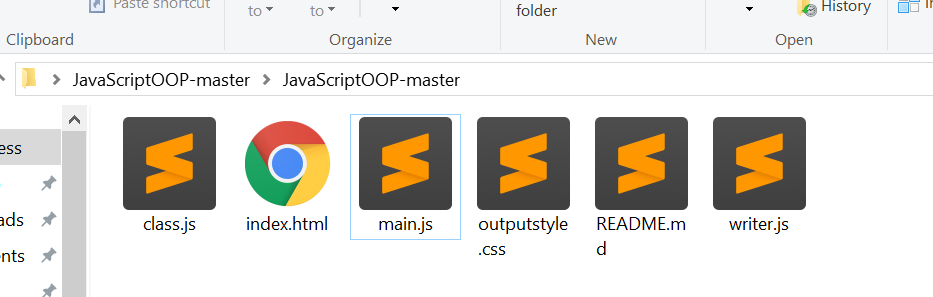 Paste shortcut
to
to
folder
History
Clipboard
Organize
New
Open
JavaScriptOOP-master
JavaScriptOOP-master
ess
ads
ents
class.js
index.html
main.js
outputstyle
.css
README.m
d
writer.js